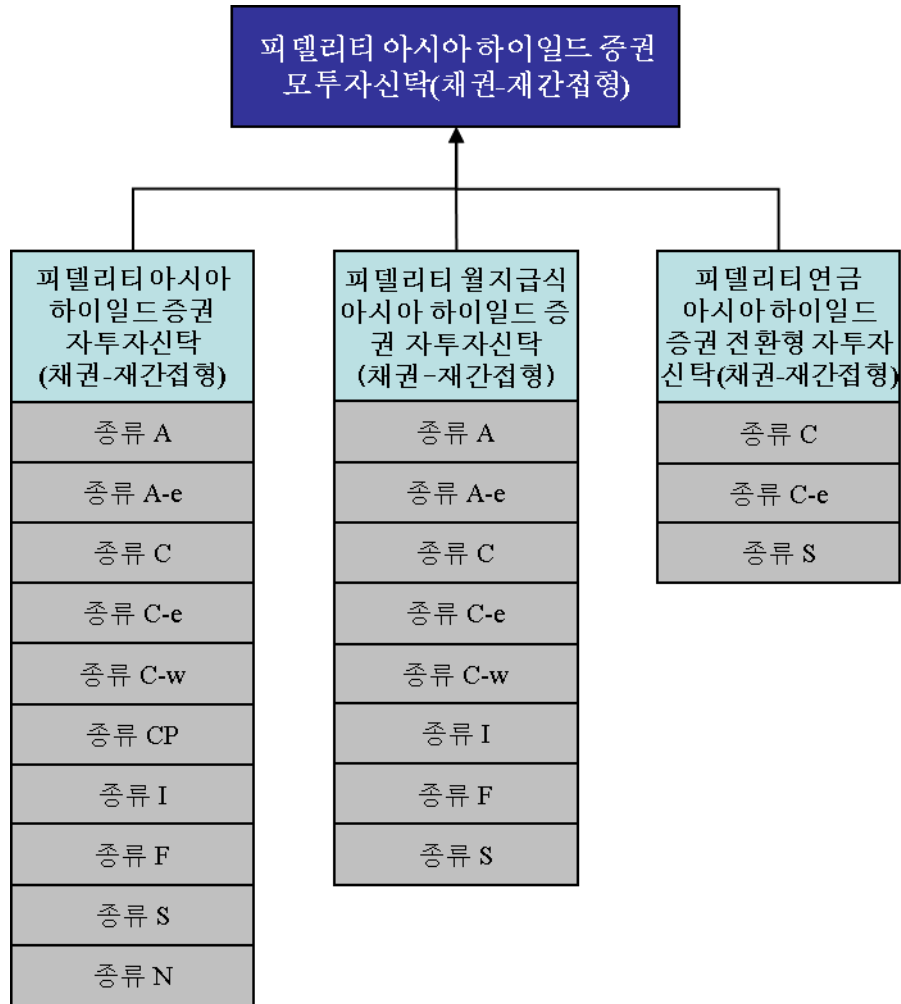 피델리티 아시아 하이일드 증권
모투자신탁(채권-재간접형)
피델리티 아시아
하이일드 증권
자투자신탁
(채권-재간접형)
종류 A
종류 A-e
종류 C
종류 C-e
종류 C-w
종류 CP
종류 I
종류 F
종류 S
종류 N
피델리티 월지급식
아시아 하이일드 증
권 자투자신탁
(채권-재간접형)
종류 A
종류 A-e
종류 C
종류 C-e
종류 C-w
종류 I
종류 F
종류 S
피델리티 연금
아시아 하이일드
증권 전환형 자투자
신탁(채권-재간접형)
종류 C
종류 C-e
종류 S